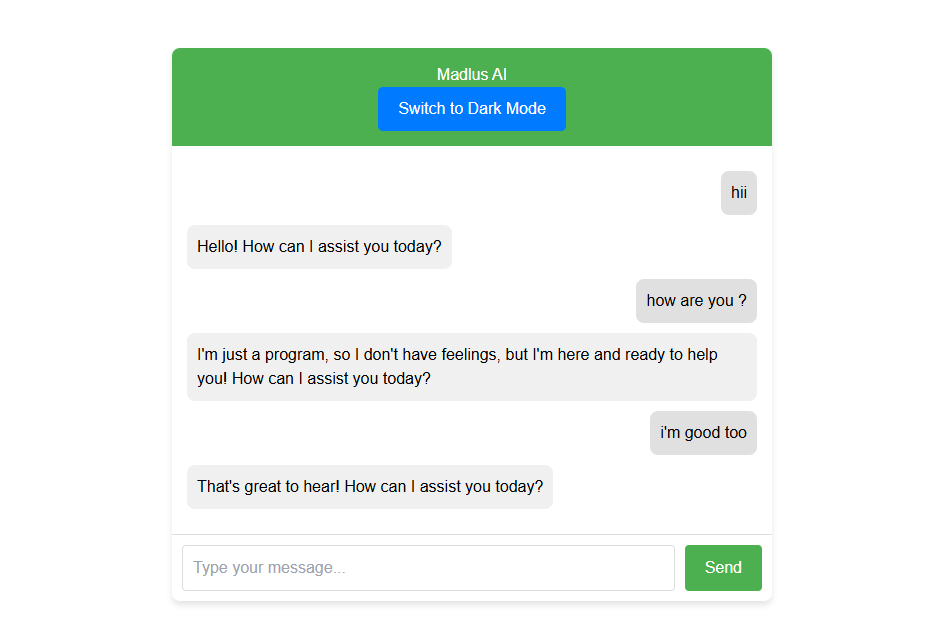 Madlus AI
Switch to Dark Mode
hii
Hello! How can I assist you today?
how are you ?
I'm just a program, so I don't have feelings, but I'm here and ready to help
you! How can I assist you today?
i'm good too
That's great to hear! How can I assist you today?
Type your message...
Send